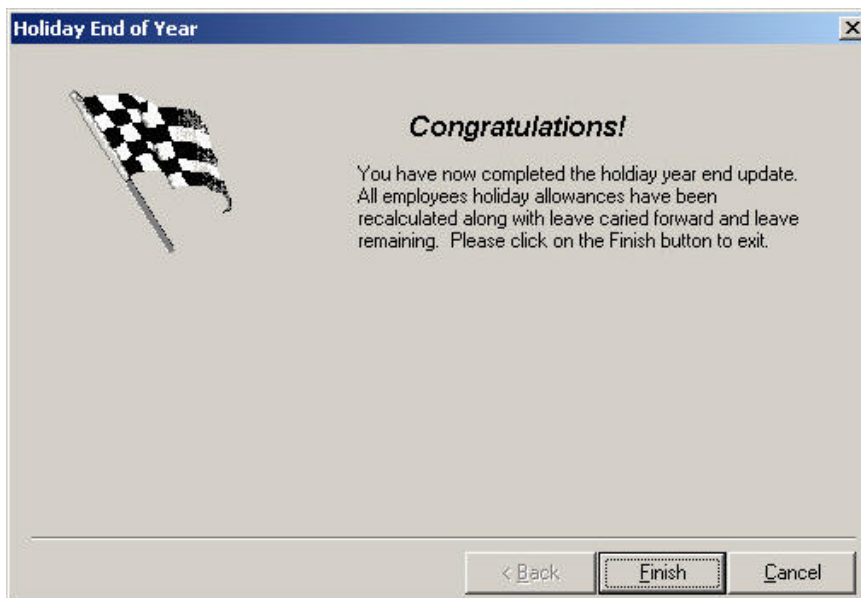 Holiday End of Year
Congratulations!
You have now completed the holdiay year end update.
All employees holiday allowances have been
recalculated along with leave caried forward and leave
remaining. Please click on the Finish button to exit.
< Back
Finish
Cancel